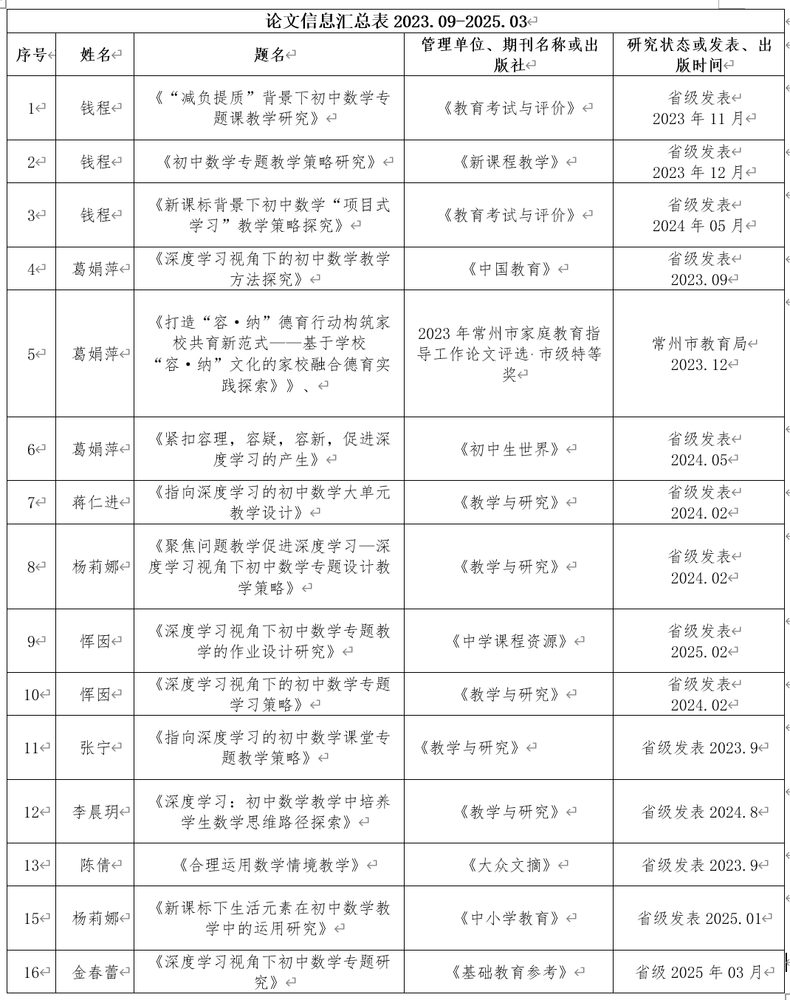 论文信息汇总表 2023.09-2025.03
序号
姓名
题名
管理单位、期刊名称或出
版社
研究状态或发表、出
版时间
1
钱程
《“减负提质”背景下初中数学专
题课教学研究》
《教育考试与评价》
省级发表
2023 年 11 月
2
钱程
《初中数学专题教学策略研究》
《新课程教学》
省级发表
2023 年 12 月
3
钱程
《新课标背景下初中数学“项目式
学习”教学策略探究》
《教育考试与评价》
省级发表
2024 年 05 月
4
葛娟萍
《深度学习视角下的初中数学教学
方法探究》
《中国教育》
省级发表
2023.09
5
葛娟萍
《打造“容·纳”德育行动构筑家
校共育新范式——基于学校
“容·纳”文化的家校融合德育实
践探索》》、
2023 年常州市家庭教育指
导工作论文评选·市级特等
奖
常州市教育局
2023.12
6
葛娟萍
《紧扣容理，容疑，容新，促进深
度学习的产生》
《初中生世界》
省级发表
2024.05
7
蒋仁进
《指向深度学习的初中数学大单元
教学设计》
《教学与研究》
省级发表
2024.02
8
杨莉娜
《聚焦问题教学促进深度学习—深
度学习视角下初中数学专题设计教
学策略》
《教学与研究》
省级发表
2024.02
9
恽囡
《深度学习视角下初中数学专题教
学的作业设计研究》
《中学课程资源》
省级发表
2025.02
10
恽囡
《深度学习视角下的初中数学专题
学习策略》
《教学与研究》
省级发表
2024.02
11
张宁
《指向深度学习的初中数学课堂专
题教学策略》
《教学与研究》
省级发表 2023.9
12
李晨玥
《深度学习：初中数学教学中培养
学生数学思维路径探索》
《教学与研究》
省级发表 2024.8
13
陈倩
《合理运用数学情境教学》
《大众文摘》
省级发表 2023.9
15
杨莉娜
《新课标下生活元素在初中数学教
学中的运用研究》
《中小学教育》
省级发表 2025.01
16
金春蕾
《深度学习视角下初中数学专题研
究》
《基础教育参考》
省级 2025 年 03 月